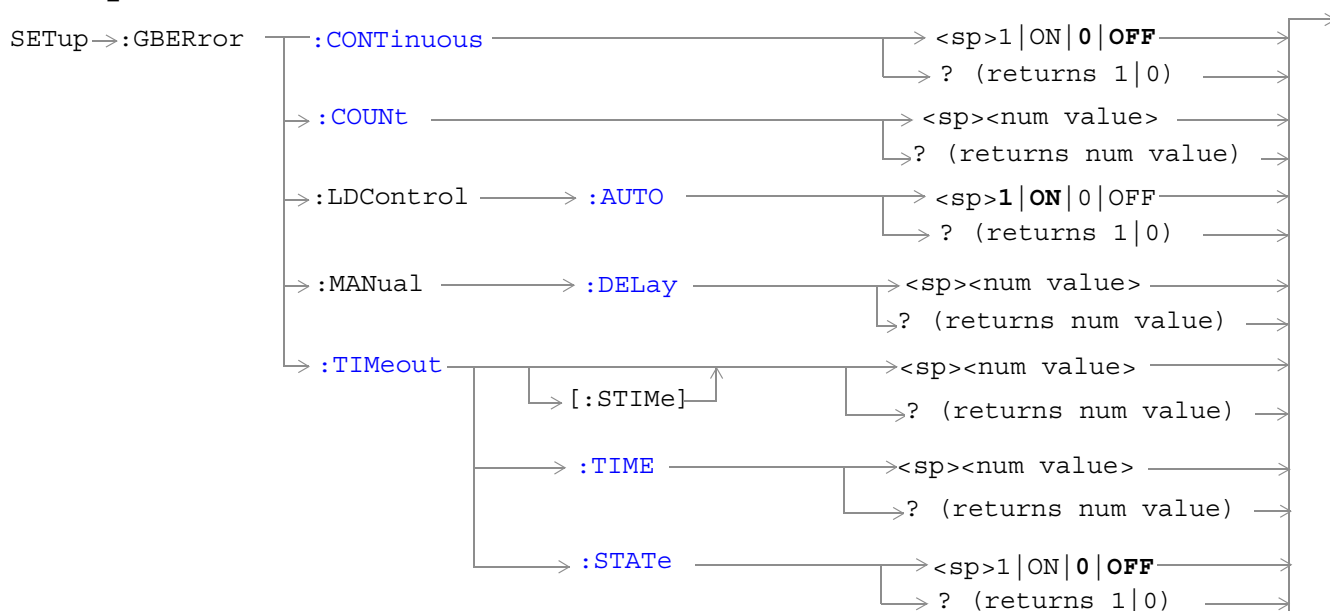 SETup :GBERror :CONTinuous <sp>1|ON|0|OFF
? (returns 1|0)
:COUNt <sp><num value>
? (returns num value)
:LDControl :AUTO <sp>1|ON|0|OFF
? (returns 1|0)
:MANual :DELay <sp><num value>
? (returns num value)
:TIMeout <sp><num value>
[:STIMe] ? (returns num value)
:TIME <sp><num value>
? (returns num value)
:STATe <sp>1|ON|0|OFF
? (returns 1|0)